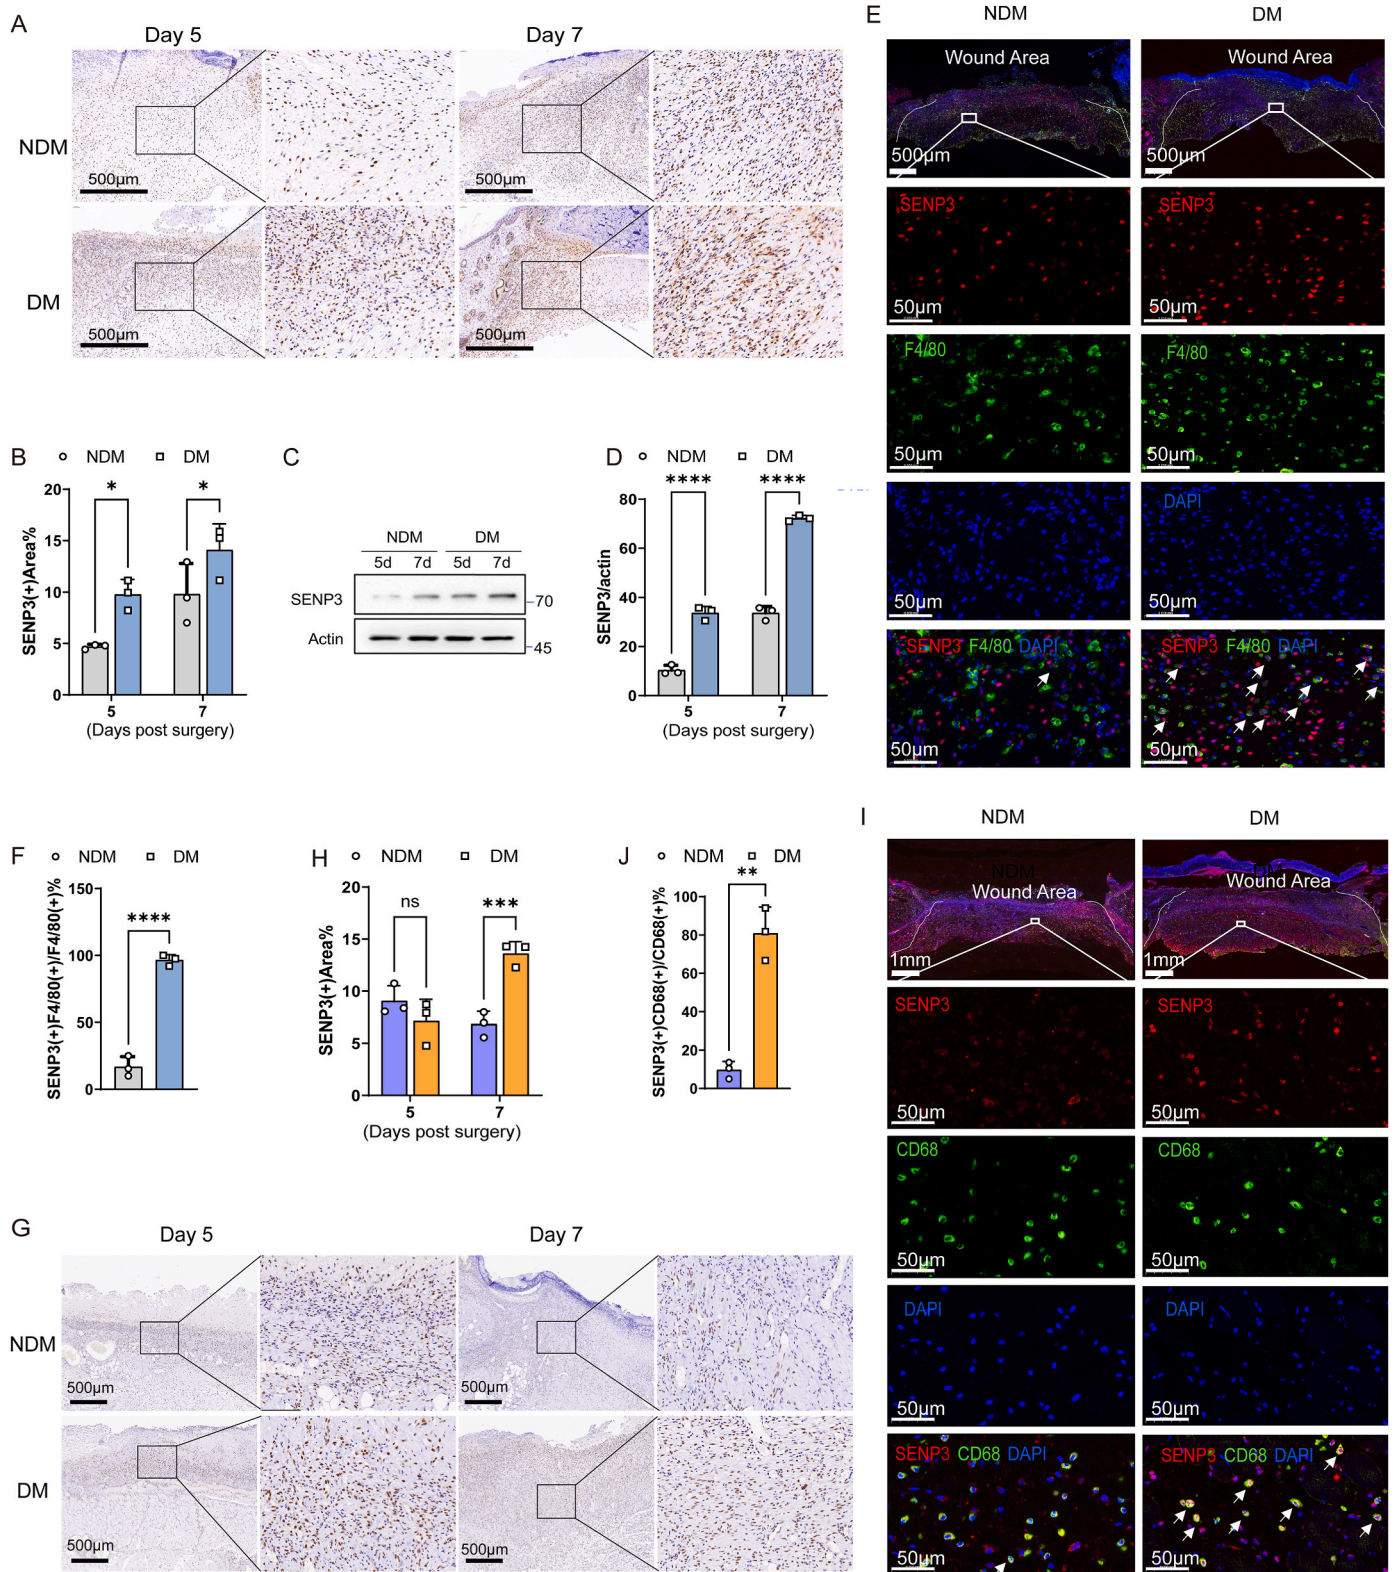 A
Day 5
Day 7
NDM
500µm
500µm
DM
500µm
500µm
B
NDM
DM
SENP3(+)Area%
20
15
10
5
0
*
*
5
7
(Days post surgery)
C
NDM
DM
5d
7d
5d
7d
SENP3
70
Actin
45
D
NDM
DM
SENP3/actin
80
60
40
20
0
****
****
5
7
(Days post surgery)
E
NDM
DM
Wound Area
500µm
Wound Area
500µm
SENP3
50µm
SENP3
50µm
F4/80
50µm
F4/80
50µm
50µm
DAPI
50µm
SENP3 F4/80 DAPI
50µm
SENP3 F4/80 DAPI
50µm
F
NDM
DM
SENP3(+)F4/80(+)/F4/80(+)%
150
100
50
0
****
H
NDM
DM
SENP3(+)Area%
20
15
10
5
0
ns
***
5
7
(Days post surgery)
J
NDM
DM
SENP3(+)CD68(+)/CD68(+)%
100
80
60
40
20
0
**
I
NDM
DM
NDM
Wound Area
1mm
DM
Wound Area
1mm
SENP3
50µm
SENP3
50µm
CD68
50µm
CD68
50µm
DAPI
50µm
DAPI
50µm
SENP3 CD68 DAPI
50µm
SENP3 CD68 DAPI
50µm
G
Day 5
Day 7
NDM
500µm
500µm
DM
500µm
500µm